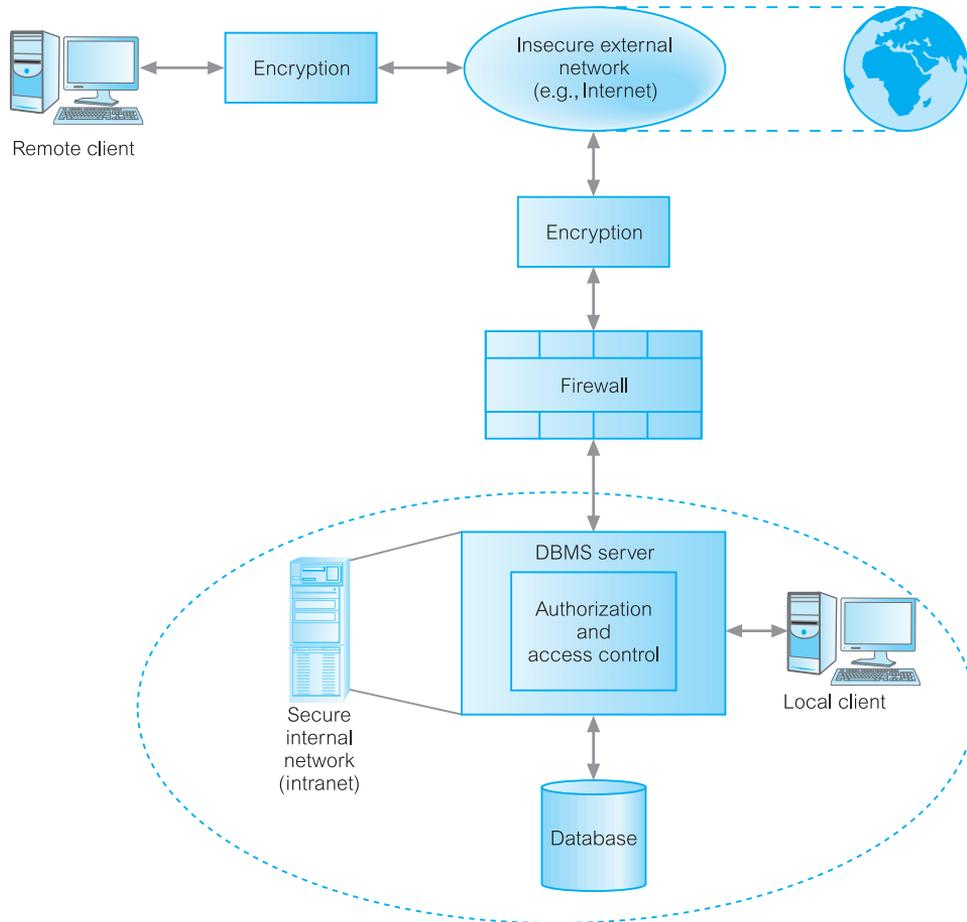 Insecure external
network
(e.g., Internet)
Encryption
Remote client
Encryption
Firewall
DBMS server
Authorization
and
access control
Secure
internal
network
(intranet)
Local client
Database